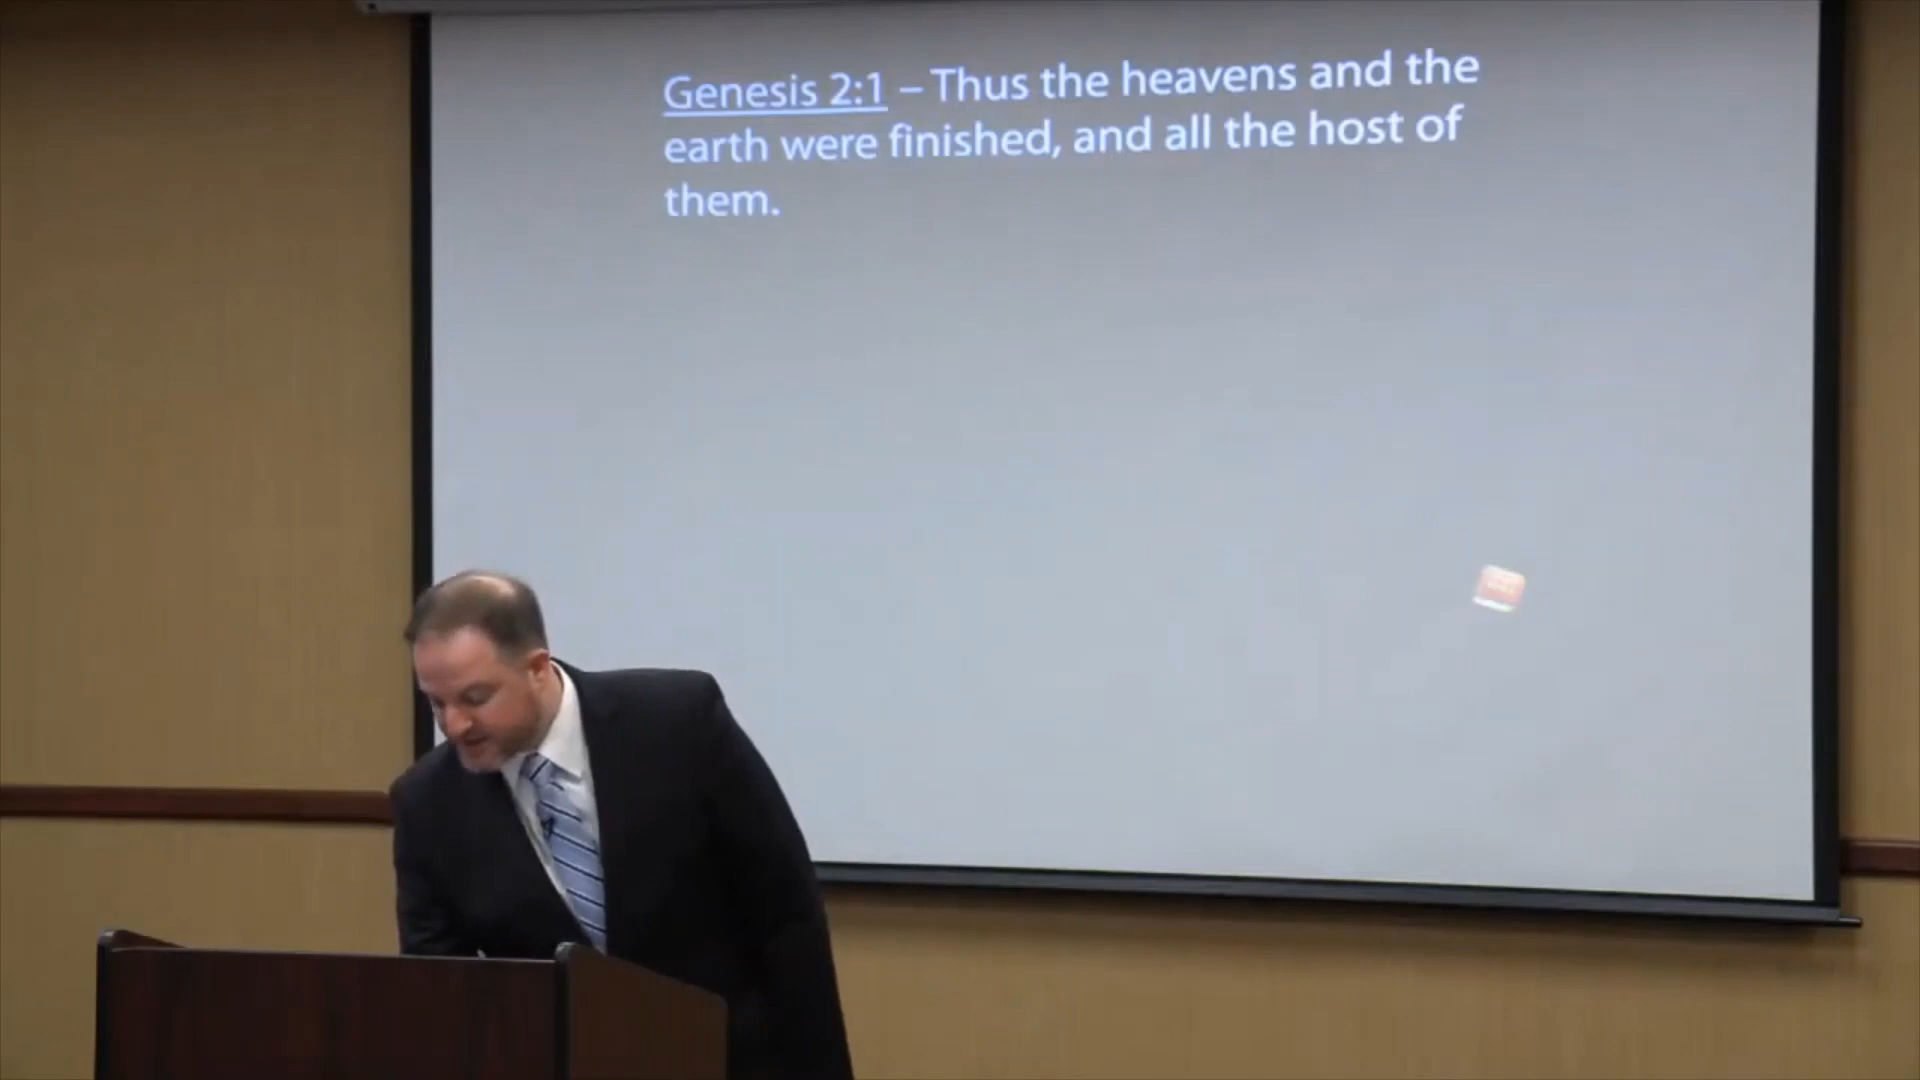 Genesis 2:1 – Thus the heavens and the
earth were finished, and all the host of
them.